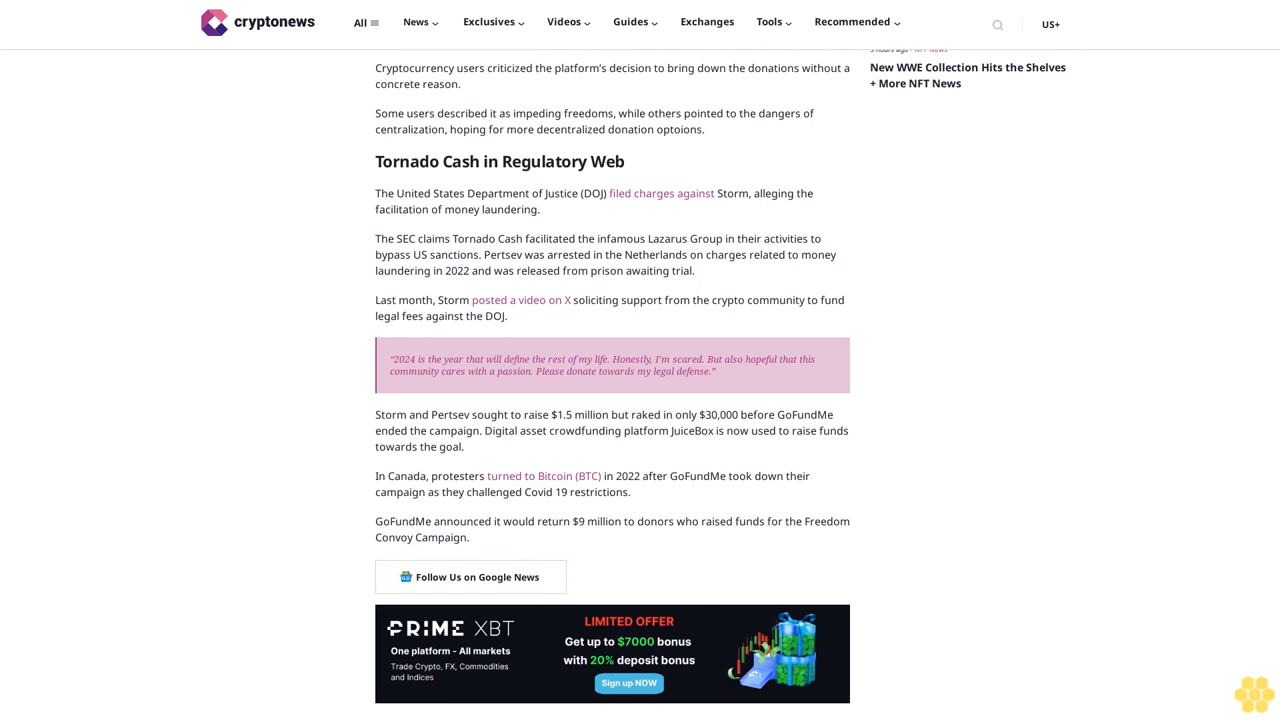 cryptonews
All
News
Exclusives
Videos
Guides
Exchanges
Tools
Recommended
US+
New WWE Collection Hits the Shelves
+ More NFT News
Cryptocurrency users criticized the platform’s decision to bring down the donations without a
concrete reason.
Some users described it as impeding freedoms, while others pointed to the dangers of
centralization, hoping for more decentralized donation optoions.
Tornado Cash in Regulatory Web
The United States Department of Justice (DOJ) filed charges against Storm, alleging the
facilitation of money laundering.
The SEC claims Tornado Cash facilitated the infamous Lazarus Group in their activities to
bypass US sanctions. Pertsev was arrested in the Netherlands on charges related to money
laundering in 2022 and was released from prison awaiting trial.
Last month, Storm posted a video on X soliciting support from the crypto community to fund
legal fees against the DOJ.
“2024 is the year that will define the rest of my life. Honestly, I’m scared. But also hopeful that this
community cares with a passion. Please donate towards my legal defense.”
Storm and Pertsev sought to raise $1.5 million but raked in only $30,000 before GoFundMe
ended the campaign. Digital asset crowdfunding platform JuiceBox is now used to raise funds
towards the goal.
In Canada, protesters turned to Bitcoin (BTC) in 2022 after GoFundMe took down their
campaign as they challenged Covid 19 restrictions.
GoFundMe announced it would return $9 million to donors who raised funds for the Freedom
Convoy Campaign.
Follow Us on Google News
PRIME XBT
One platform - All markets
Trade Crypto, FX, Commodities
and Indices
LIMITED OFFER
Get up to $7000 bonus
with 20% deposit bonus
Sign up NOW